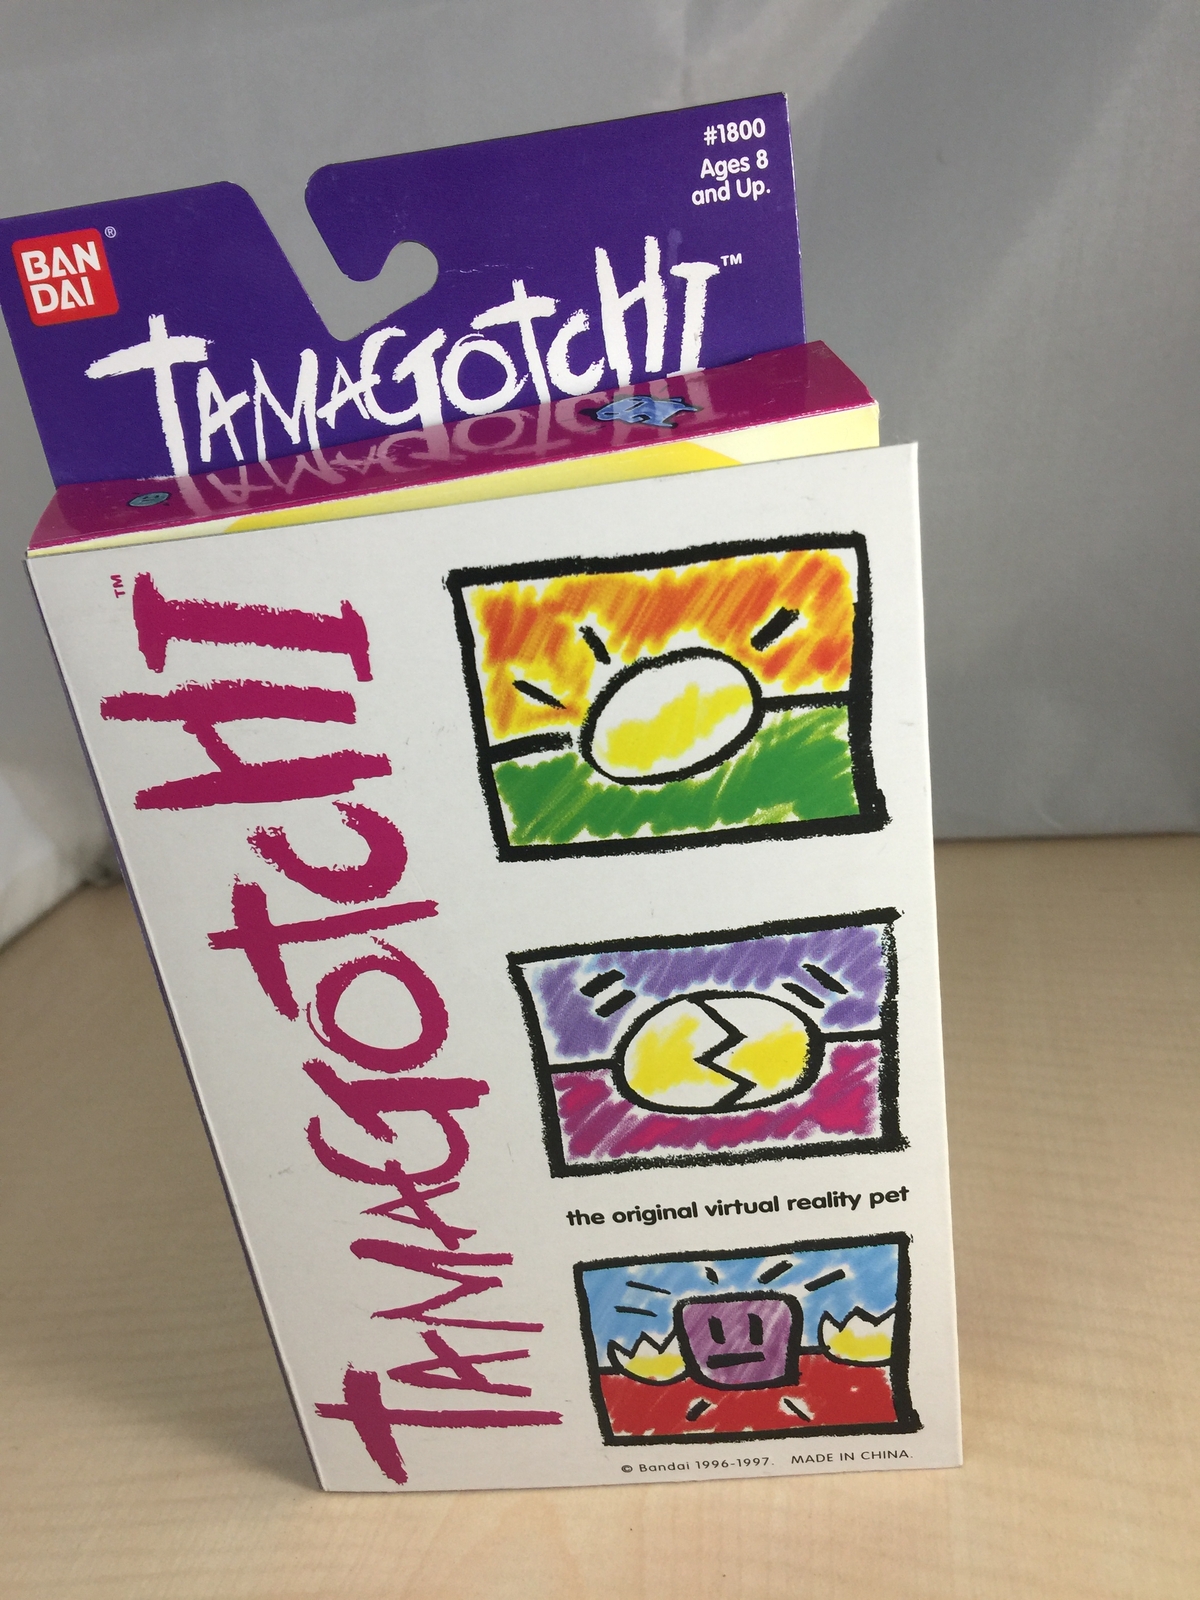 #1800
Ages 8
and Up.
BAN
DAI
®
TAMAGOTCHI™
TAMAGOTCHI™
the original virtual reality pet
© Bandai 1996-1997. MADE IN CHINA.